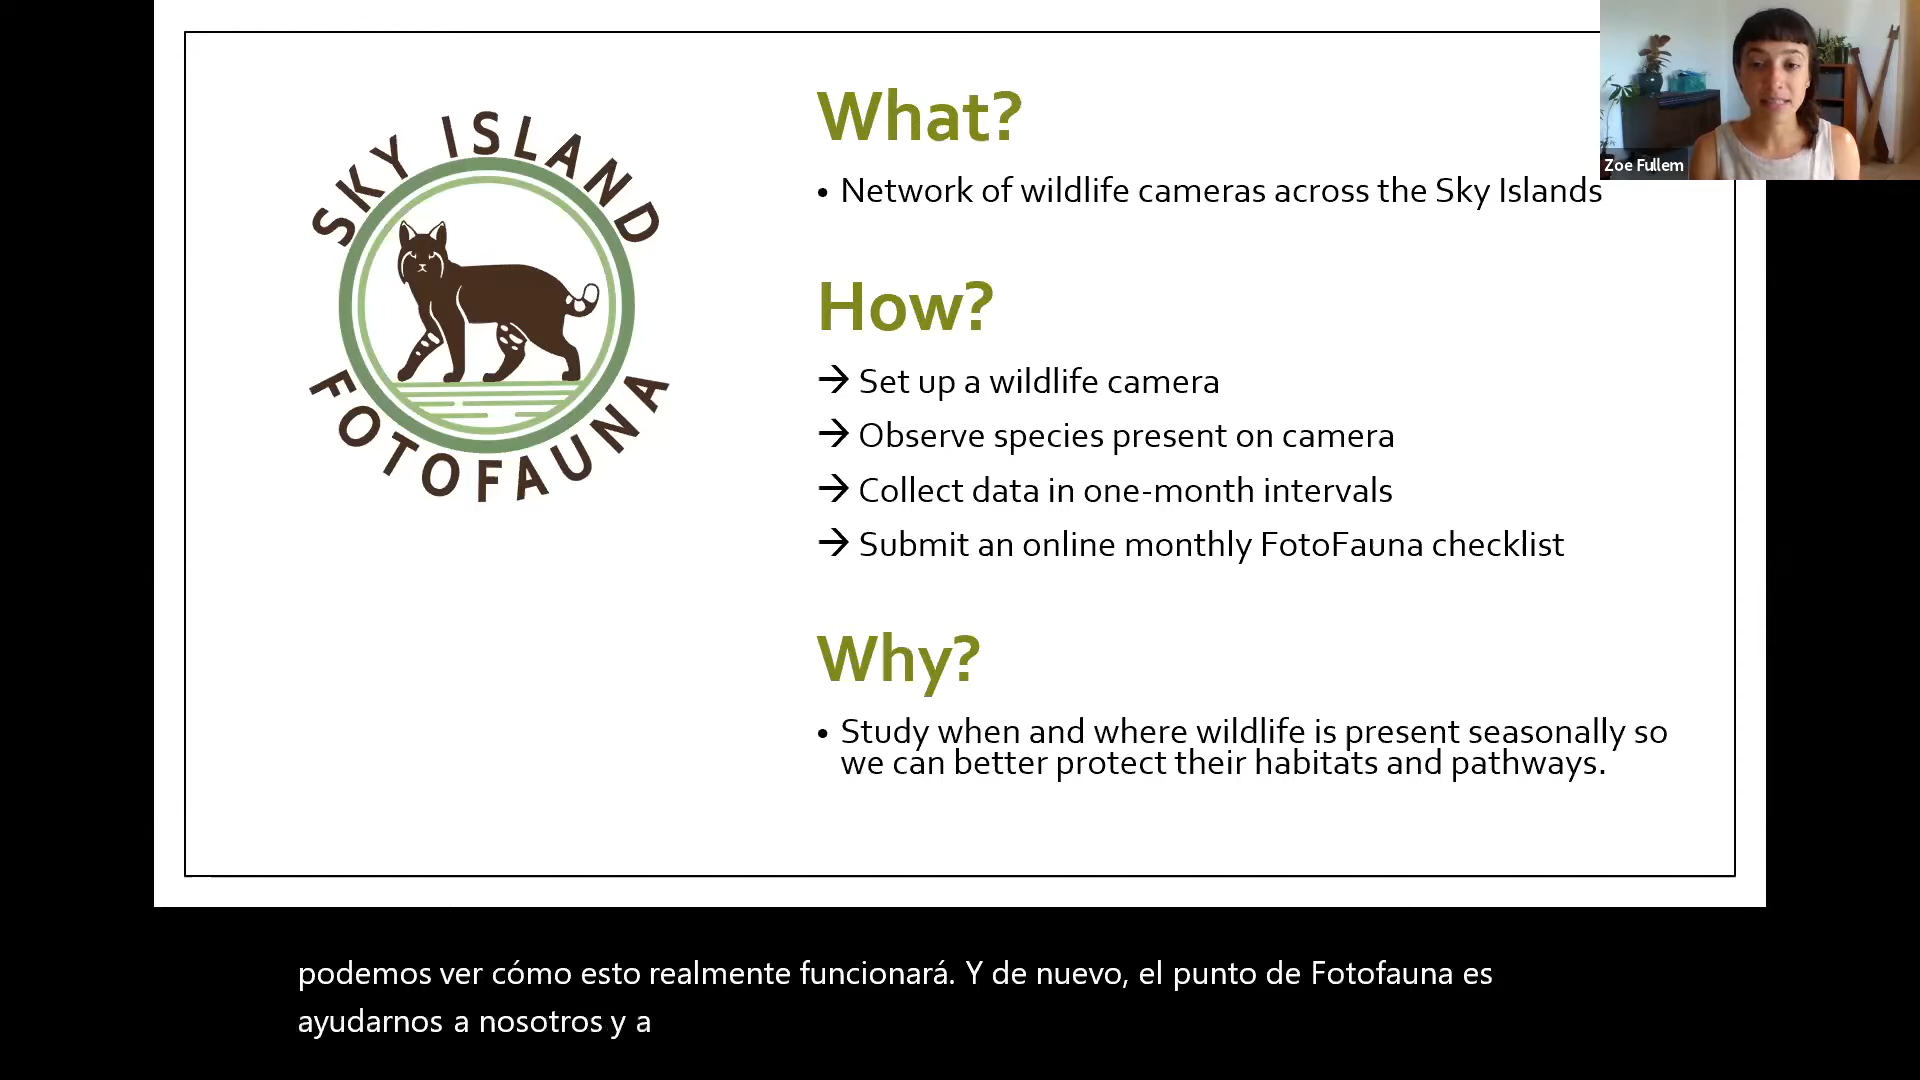 SKY ISLAND
FOTOFAUNA
What?
• Network of wildlife cameras across the Sky Islands
How?
→ Set up a wildlife camera
→ Observe species present on camera
→ Collect data in one-month intervals
→ Submit an online monthly FotoFauna checklist
Why?
• Study when and where wildlife is present seasonally so
we can better protect their habitats and pathways.
Zoe Fullem
podemos ver cómo esto realmente funcionará. Y de nuevo, el punto de Fotofauna es
ayudarnos a nosotros y a